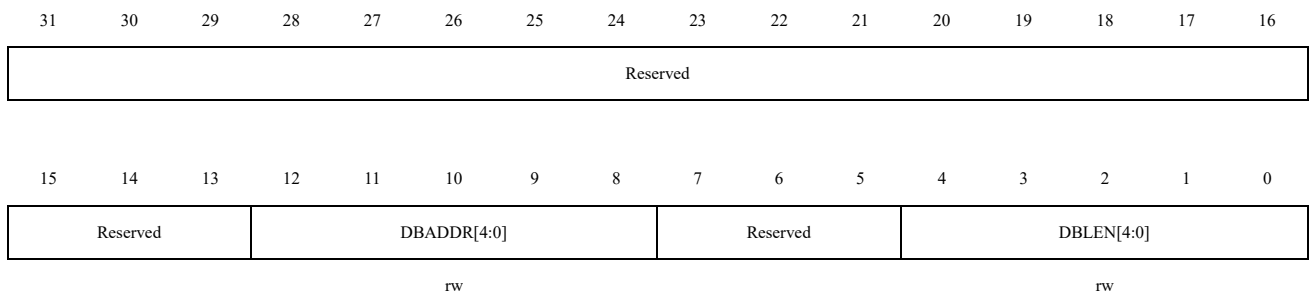 31 30 29 28 27 26 25 24 23 22 21 20 19 18 17 16
Reserved
15 14 13 12 11 10 9 8 7 6 5 4 3 2 1 0
Reserved DBADDR[4:0] Reserved DBLEN[4:0]
rw rw